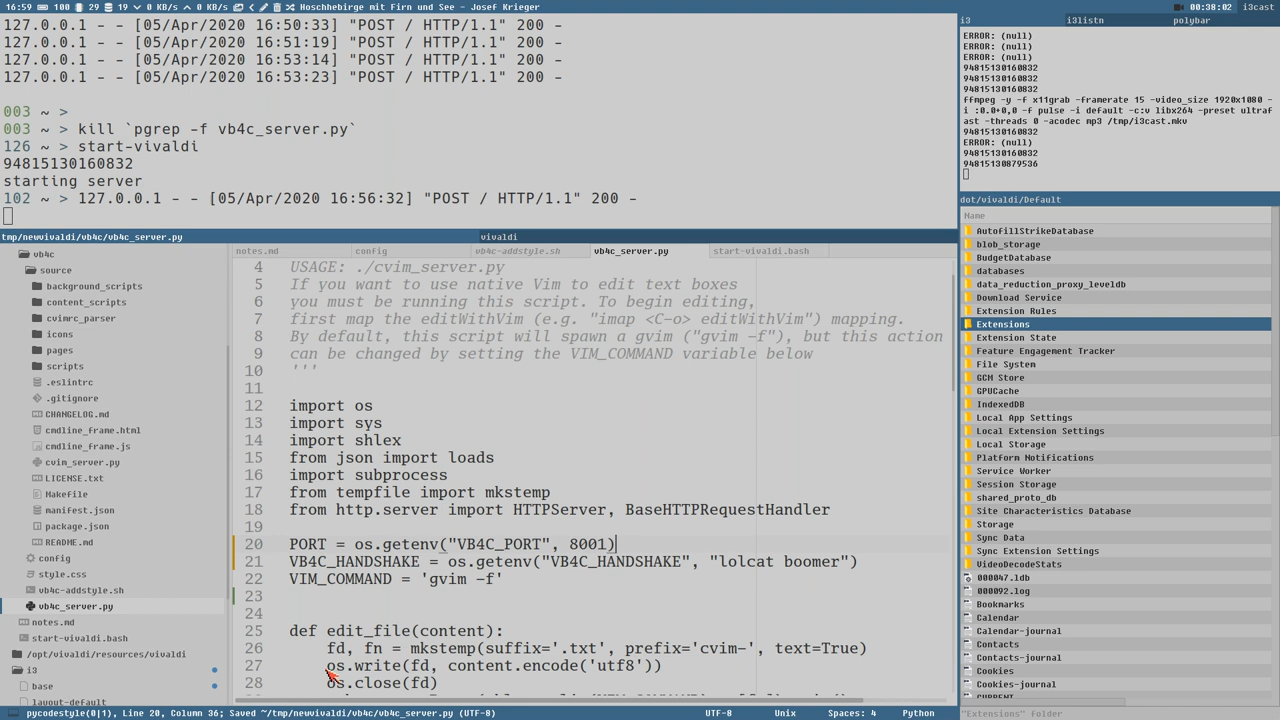 16:59 100 29 19 0 KB/s 0 KB/s Hoschhebirge mit Firn und See - Josef Krieger 00:38:02 i3cast
127.0.0.1 - - [05/Apr/2020 16:50:33] "POST / HTTP/1.1" 200 -
127.0.0.1 - - [05/Apr/2020 16:51:19] "POST / HTTP/1.1" 200 -
127.0.0.1 - - [05/Apr/2020 16:53:14] "POST / HTTP/1.1" 200 -
127.0.0.1 - - [05/Apr/2020 16:53:23] "POST / HTTP/1.1" 200 -
003 ~ >
003 ~ > kill `pgrep -f vb4c_server.py`
126 ~ > start-vivaldi
94815130160832
starting server
102 ~ > 127.0.0.1 - - [05/Apr/2020 16:56:32] "POST / HTTP/1.1" 200 -
i3 i3listn polybar
ERROR: (null)
ERROR: (null)
ERROR: (null)
94815130160832
94815130160832
94815130160832
ffmpeg -y -f x11grab -framerate 15 -video_size 1920x1080 -
i :0.0+0,0 -f pulse -i default -c:v libx264 -preset ultraf
ast -threads 0 -acodec mp3 /tmp/i3cast.mkv
94815130160832
ERROR: (null)
94815130160832
94815130879536
tmp/newvivaldi/vb4c/vb4c_server.py vivaldi
vb4c
source
background_scripts
content_scripts
cvimrc_parser
icons
pages
scripts
.eslintrc
.gitignore
CHANGELOG.md
cmdline_frame.html
cmdline_frame.js
cvim_server.py
LICENSE.txt
Makefile
manifest.json
package.json
README.md
config
style.css
vb4c-addstyle.sh
vb4c_server.py
notes.md
start-vivaldi.bash
/opt/vivaldi/resources/vivaldi
i3
base
layout-default
notes.md config vb4c-addstyle.sh vb4c_server.py start-vivaldi.bash
4 USAGE: ./cvim_server.py
5 If you want to use native Vim to edit text boxes
6 you must be running this script. To begin editing,
7 first map the editWithVim (e.g. "imap <C-o> editWithVim") mapping.
8 By default, this script will spawn a gvim ("gvim -f"), but this action
9 can be changed by setting the VIM_COMMAND variable below
10 '''
11
12 import os
13 import sys
14 import shlex
15 from json import loads
16 import subprocess
17 from tempfile import mkstemp
18 from http.server import HTTPServer, BaseHTTPRequestHandler
19
20 PORT = os.getenv("VB4C_PORT", 8001)
21 VB4C_HANDSHAKE = os.getenv("VB4C_HANDSHAKE", "lolcat boomer")
22 VIM_COMMAND = 'gvim -f'
23
24
25 def edit_file(content):
26 fd, fn = mkstemp(suffix='.txt', prefix='cvim-', text=True)
27 os.write(fd, content.encode('utf8'))
28 os.close(fd)
pycodestyle(0|1), Line 20, Column 36; Saved ~/tmp/newvivaldi/vb4c/vb4c_server.py (UTF-8) UTF-8 Unix Spaces: 4 Python
dot/vivaldi/Default
Name
AutofillStrikeDatabase
blob_storage
BudgetDatabase
databases
data_reduction_proxy_leveldb
Download Service
Extension Rules
Extensions
Extension State
Feature Engagement Tracker
File System
GCM Store
GPUCache
IndexedDB
Local App Settings
Local Extension Settings
Local Storage
Platform Notifications
Service Worker
Session Storage
shared_proto_db
Site Characteristics Database
Storage
Sync Data
Sync Extension Settings
VideoDecodeStats
000047.ldb
000092.log
Bookmarks
Calendar
Calendar-journal
Contacts
Contacts-journal
Cookies
Cookies-journal
CURRENT
"Extensions" folder